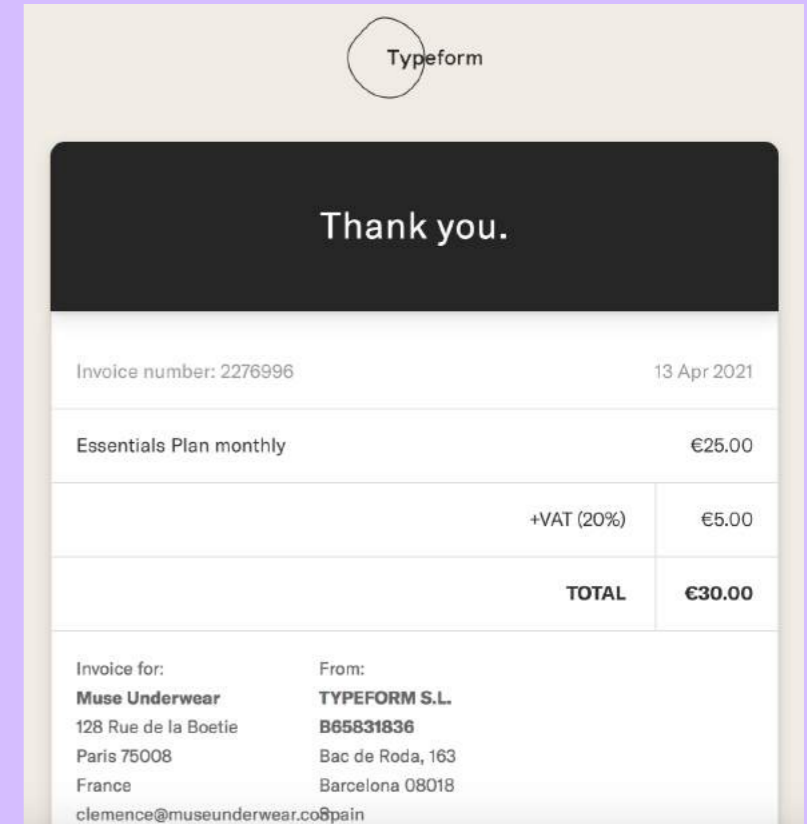 Typeform
Thank you.
Invoice number: 2276996 13 Apr 2021
Essentials Plan monthly €25.00
+VAT (20%) €5.00
TOTAL €30.00
Invoice for: From:
Muse Underwear TYPEFORM S.L.
128 Rue de la Boetie B65831836
Paris 75008 Bac de Roda, 163
France Barcelona 08018
clemence@museunderwear.com Spain